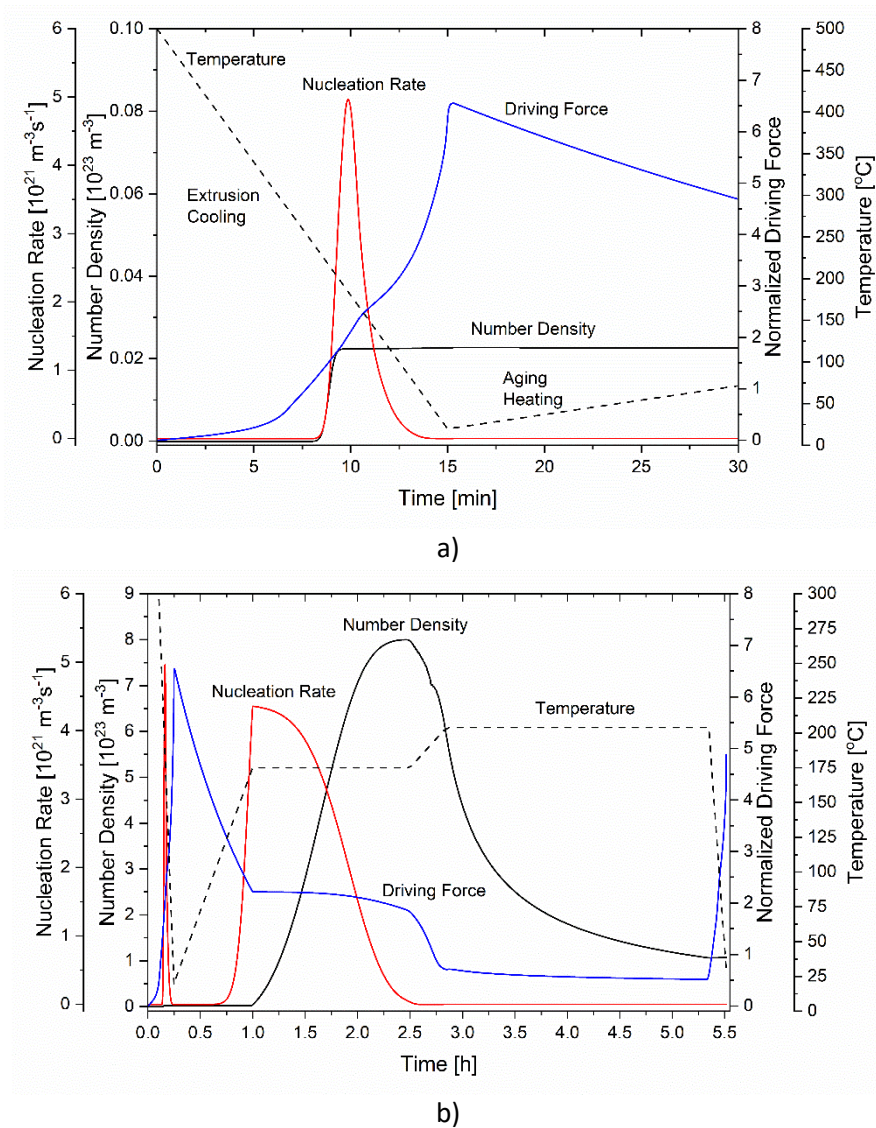 Nucleation Rate [10²¹ m⁻³s⁻¹]
6
5
4
3
2
1
0
Number Density [10²³ m⁻³]
0.10
0.08
0.06
0.04
0.02
0.00
Temperature
Nucleation Rate
Driving Force
Extrusion
Cooling
Number Density
Aging
Heating
8
7
6
5
4
3
2
1
0
Normalized Driving Force
500
450
400
350
300
250
200
150
100
50
0
Temperature [°C]
0 5 10 15 20 25 30
Time [min]
a)
Nucleation Rate [10²¹ m⁻³s⁻¹]
6
5
4
3
2
1
0
Number Density [10²³ m⁻³]
9
8
7
6
5
4
3
2
1
0
Number Density
Nucleation Rate
Temperature
Driving Force
8
7
6
5
4
3
2
1
0
Normalized Driving Force
300
275
250
225
200
175
150
125
100
75
50
25
0
Temperature [°C]
0.0 0.5 1.0 1.5 2.0 2.5 3.0 3.5 4.0 4.5 5.0 5.5
Time [h]
b)